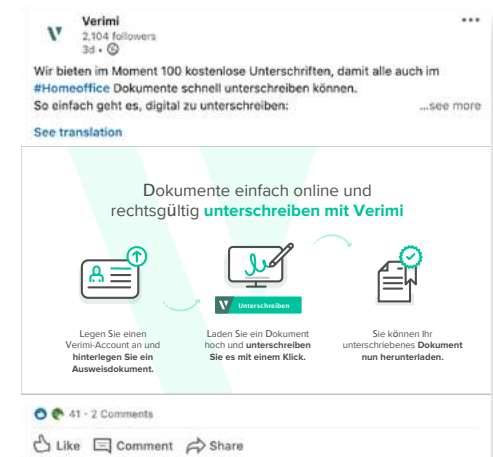 Verimi
2,104 followers
3d •
Wir bieten im Moment 100 kostenlose Unterschriften, damit alle auch im
#Homeoffice Dokumente schnell unterschreiben können.
So einfach geht es, digital zu unterschreiben: ...see more
See translation
Dokumente einfach online und
rechtsgültig unterschreiben mit Verimi
Unterschreiben
Legen Sie einen
Verimi-Account an und
hinterlegen Sie ein
Ausweisdokument.
Laden Sie ein Dokument
hoch und unterschreiben
Sie es mit einem Klick.
Sie können Ihr
unterschriebenes Dokument
nun herunterladen.
41 - 2 Comments
Like Comment Share